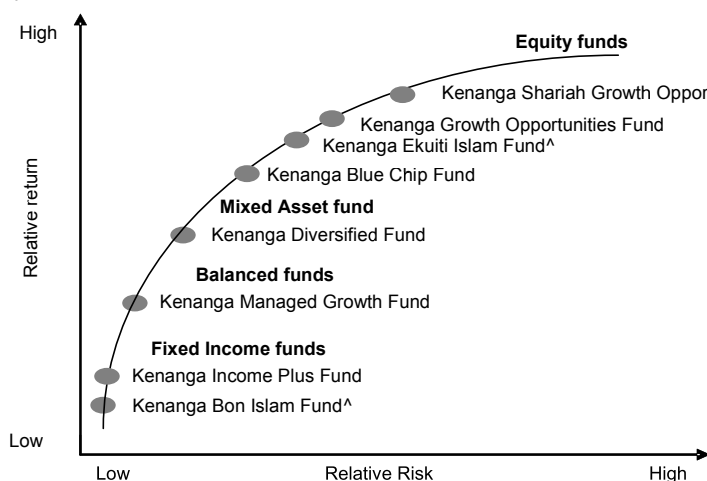 High
Equity funds
Kenanga Shariah Growth
Kenanga Growth Opportunities Fund
Kenanga Ekuiti Islam Fund^
Kenanga Blue Chip Fund
Mixed Asset fund
Kenanga Diversified Fund
Balanced funds
Kenanga Managed Growth Fund
Fixed Income funds
Kenanga Income Plus Fund
Kenanga Bon Islam Fund^
Relative return
Low
Low Relative Risk High